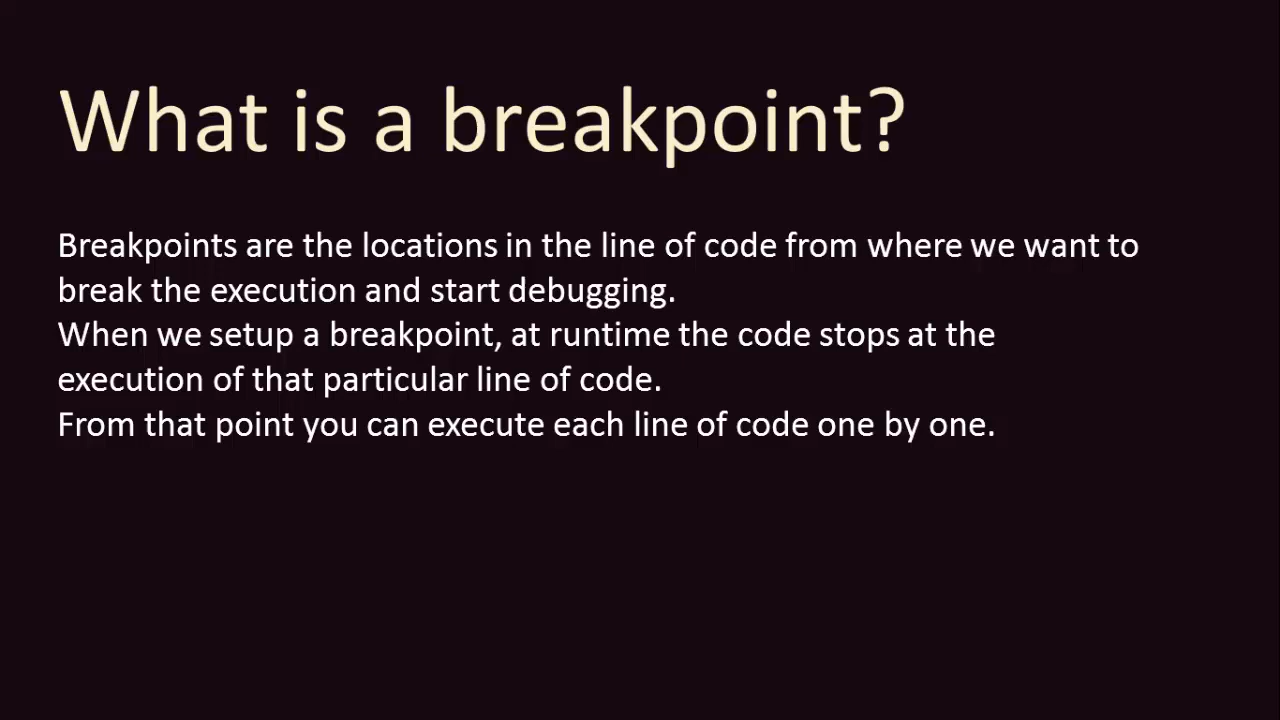 What is a breakpoint?
Breakpoints are the locations in the line of code from where we want to
break the execution and start debugging.
When we setup a breakpoint, at runtime the code stops at the
execution of that particular line of code.
From that point you can execute each line of code one by one.